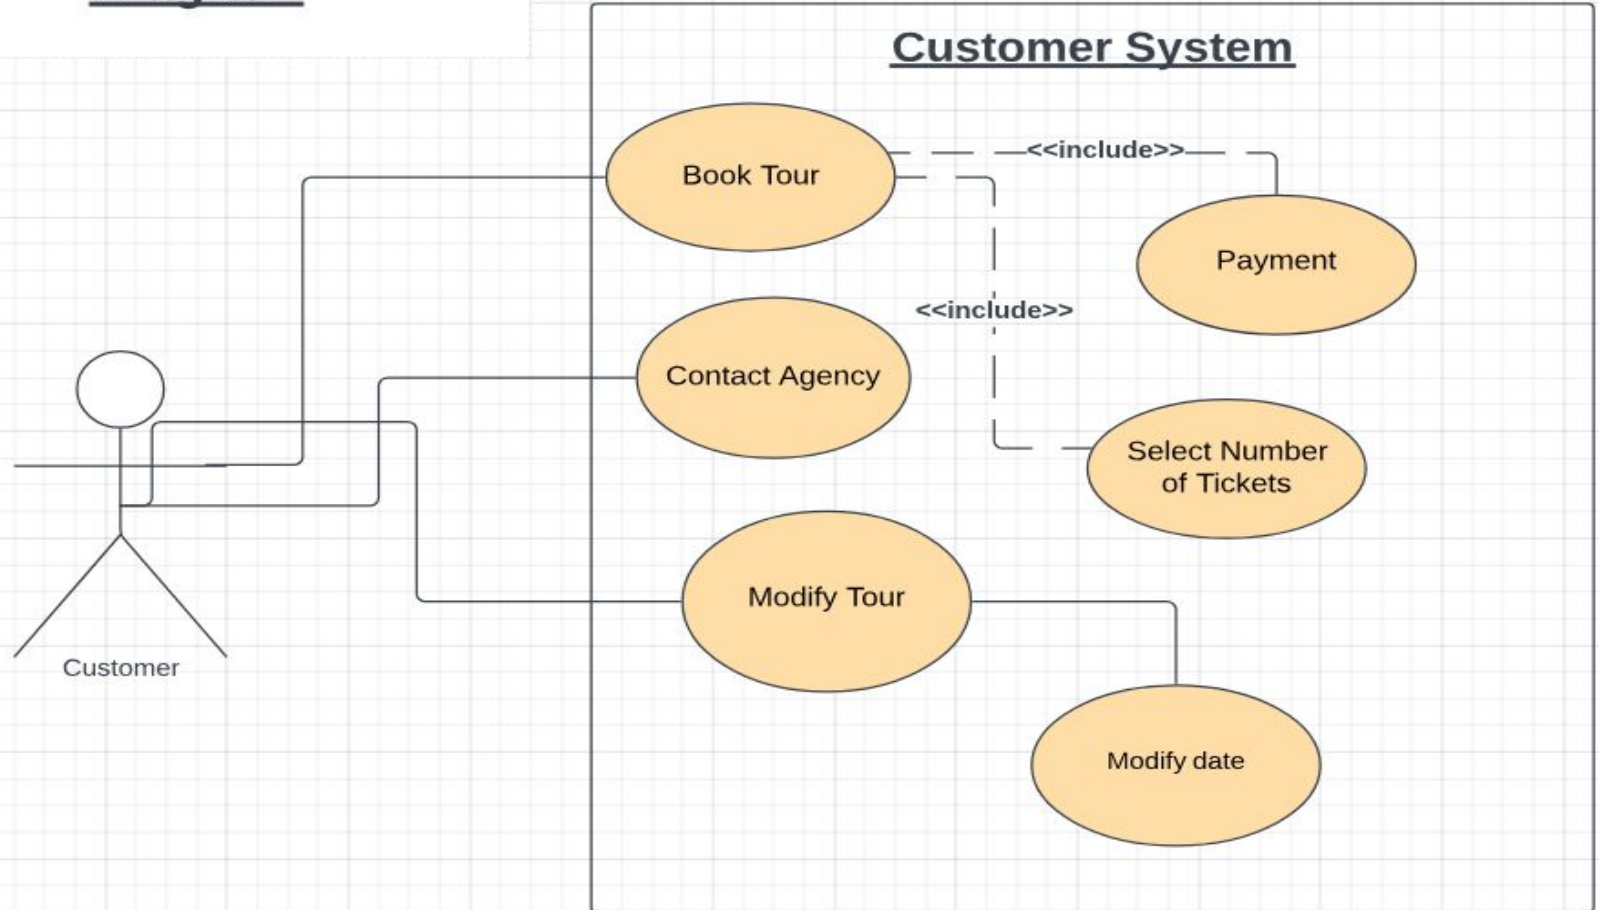 Customer System
Book Tour
<<include>>
Payment
<<include>>
Contact Agency
Select Number
of Tickets
Modify Tour
Customer
Modify date